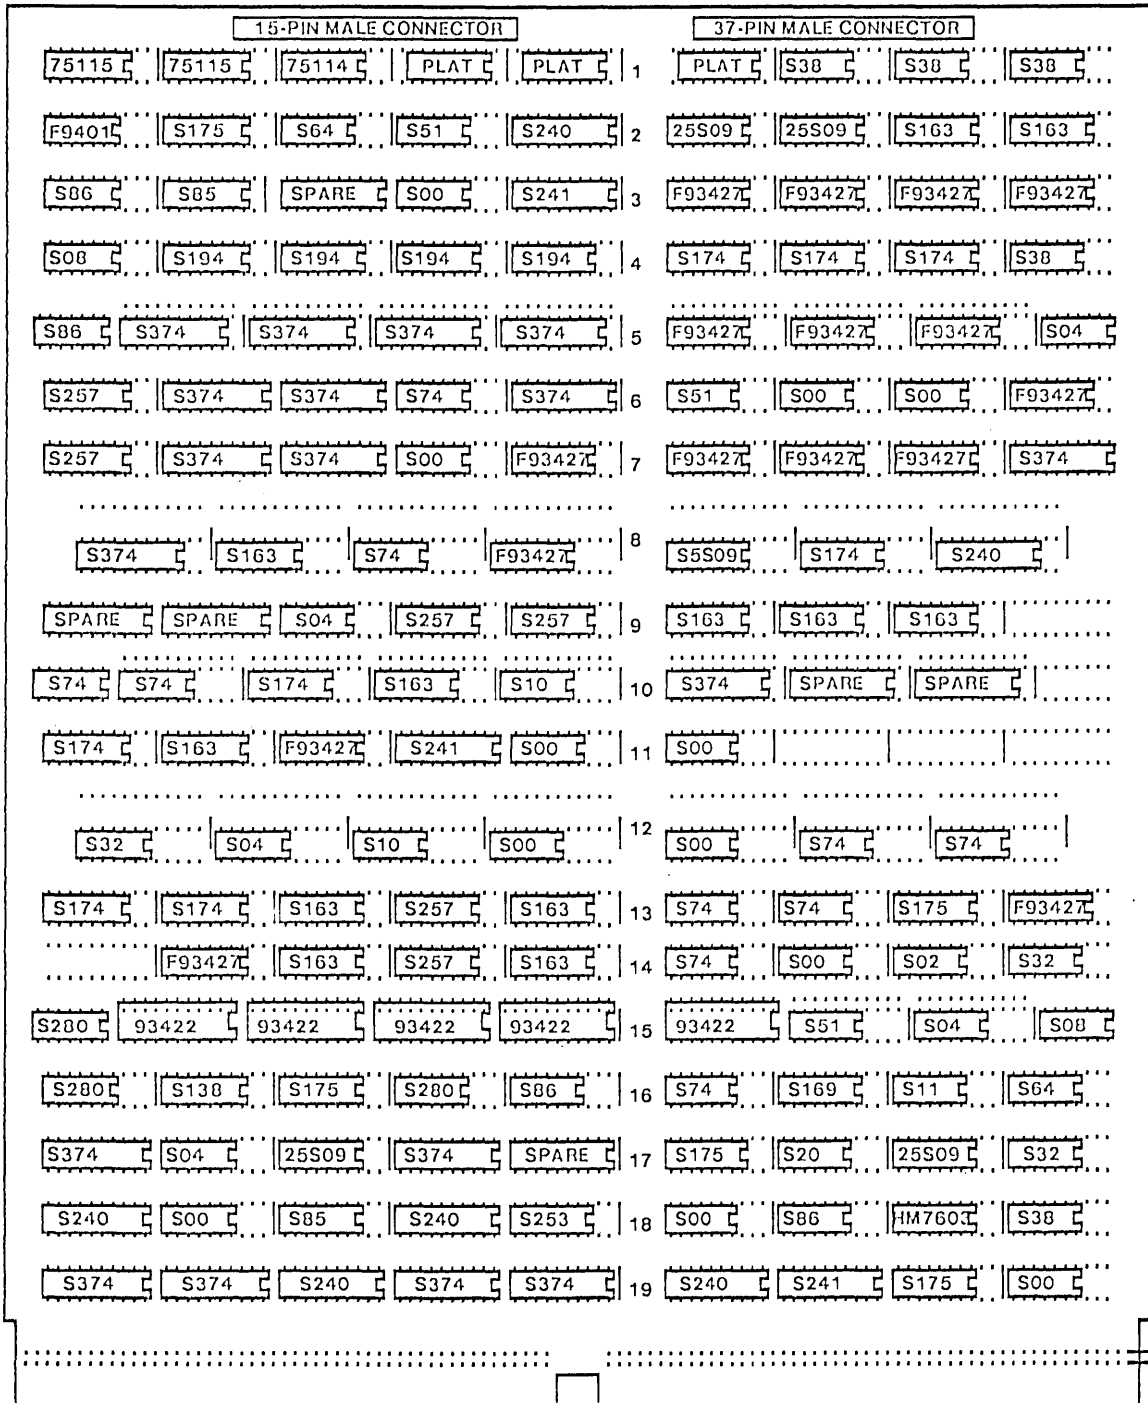 15-PIN MALE CONNECTOR 37-PIN MALE CONNECTOR
75115 75115 75114 PLAT PLAT 1 PLAT S38 S38 S38
F9401 S175 S64 S51 S240 2 25S09 25S09 S163 S163
S86 S85 SPARE S00 S241 3 F93427 F93427 F93427 F93427
S08 S194 S194 S194 S194 4 S174 S174 S174 S38
S86 S374 S374 S374 S374 5 F93427 F93427 F93427 S04
S257 S374 S374 S74 S374 6 S51 S00 S00 F93427
S257 S374 S374 S00 F93427 7 F93427 F93427 F93427 S374
S374 S163 S74 F93427 8 S5S09 S174 S240
SPARE SPARE S04 S257 S257 9 S163 S163 S163
S74 S74 S174 S163 S10 10 S374 SPARE SPARE
S174 S163 F93427 S241 S00 11 S00
S32 S04 S10 S00 12 S00 S74 S74
S174 S174 S163 S257 S163 13 S74 S74 S175 F93427
F93427 S163 S257 S163 14 S74 S00 S02 S32
S280 93422 93422 93422 93422 15 93422 S51 S04 S08
S280 S138 S175 S280 S86 16 S74 S169 S11 S64
S374 S04 25S09 S374 SPARE 17 S175 S20 25S09 S32
S240 S00 S85 S240 S253 18 S00 S86 HM7603 S38
S374 S374 S240 S374 S374 19 S240 S241 S175 S00